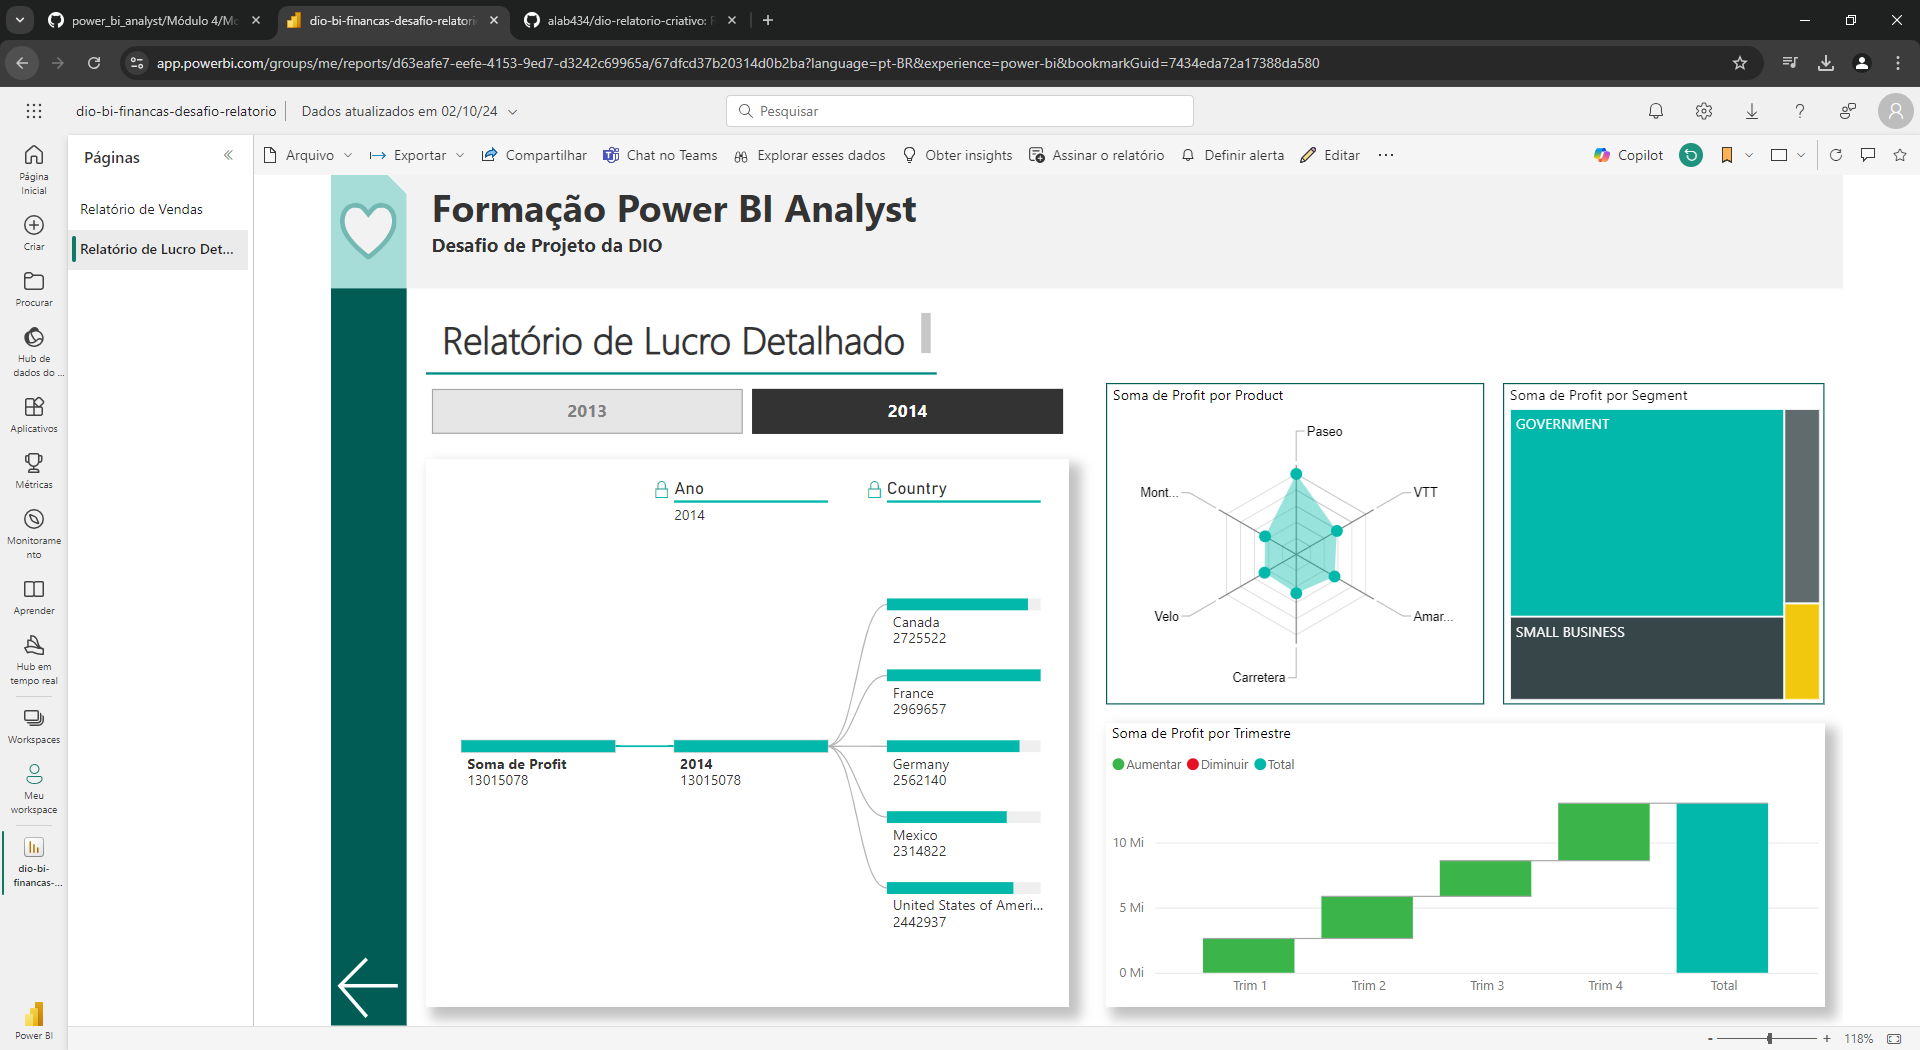 power_bi_analyst/Módulo 4/Mo
dio-bi-financas-desafio-relatorio
alab434/dio-relatorio-criativo: R
app.powerbi.com/groups/me/reports/d63eafe7-eefe-4153-9ed7-d3242c69965a/67dfcd37b20314d0b2ba?language=pt-BR&experience=power-bi&bookmarkGuid=7434eda72a17388da580
dio-bi-financas-desafio-relatorio
Dados atualizados em 02/10/24
Pesquisar
Página
Inicial
Criar
Procurar
Hub de
dados do ...
Aplicativos
Métricas
Monitorame
nto
Aprender
Hub em
tempo real
Workspaces
Meu
workspace
dio-bi-
financas-...
Power BI
Páginas
Relatório de Vendas
Relatório de Lucro Det...
Arquivo
Exportar
Compartilhar
Chat no Teams
Explorar esses dados
Obter insights
Assinar o relatório
Definir alerta
Editar
Copilot
Formação Power BI Analyst
Desafio de Projeto da DIO
Relatório de Lucro Detalhado
2013
2014
Ano
2014
Country
Canada
2725522
France
2969657
Soma de Profit
13015078
2014
13015078
Germany
2562140
Mexico
2314822
United States of Ameri...
2442937
Soma de Profit por Product
Paseo
VTT
Amar...
Carretera
Velo
Mont...
Soma de Profit por Segment
GOVERNMENT
SMALL BUSINESS
Soma de Profit por Trimestre
Aumentar
Diminuir
Total
10 Mi
5 Mi
0 Mi
Trim 1
Trim 2
Trim 3
Trim 4
Total
118%